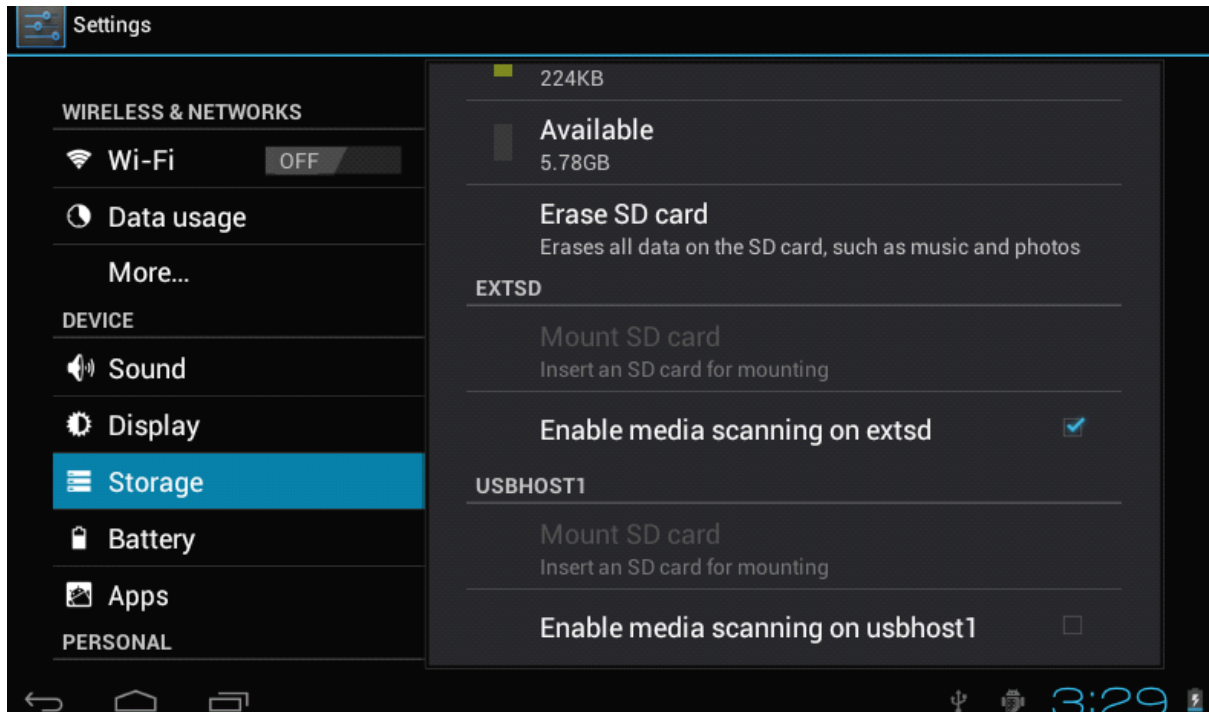 Settings
WIRELESS & NETWORKS
Wi-Fi
OFF
Data usage
More...
DEVICE
Sound
Display
Storage
Battery
Apps
PERSONAL
224KB
Available
5.78GB
Erase SD card
Erases all data on the SD card, such as music and photos
EXTSD
Mount SD card
Insert an SD card for mounting
Enable media scanning on extsd
USBHOST1
Mount SD card
Insert an SD card for mounting
Enable media scanning on usbhost1
3:29